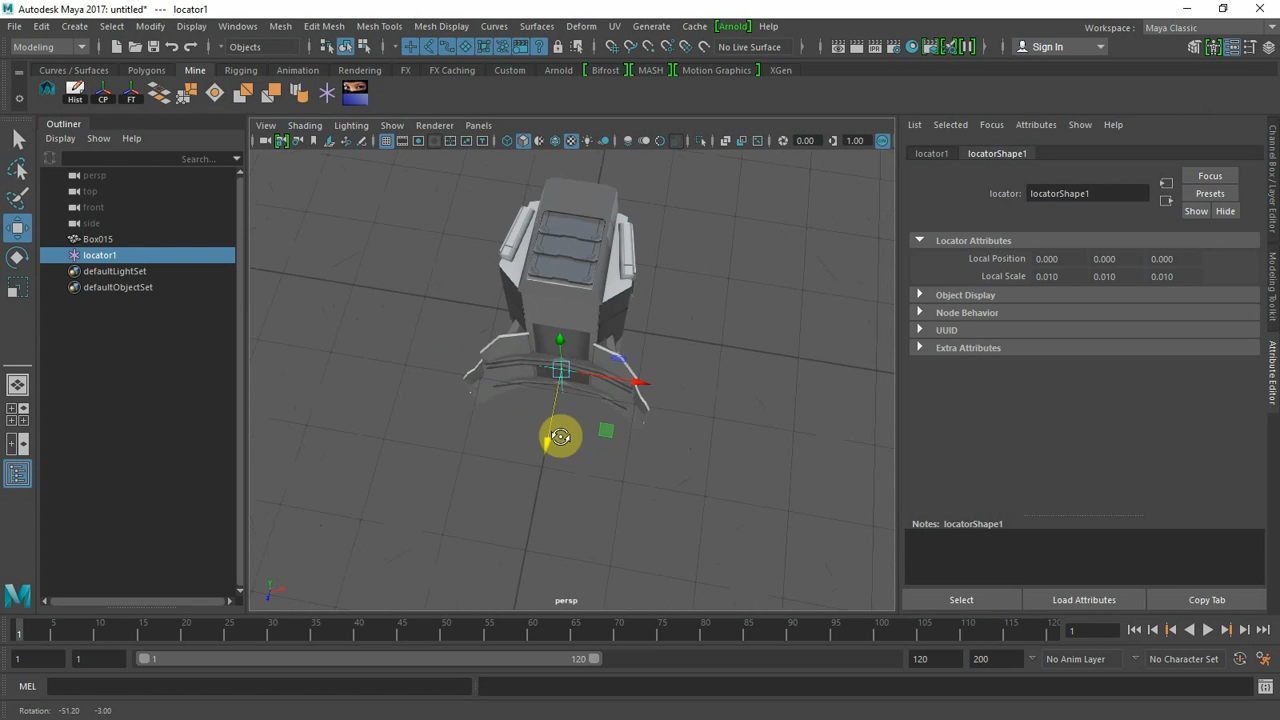 Autodesk Maya 2017: untitled* --- locator1
File Edit Create Select Modify Display Windows Mesh Edit Mesh Mesh Tools Mesh Display Curves Surfaces Deform UV Generate Cache [Arnold] Help
Workspace : Maya Classic
Modeling Objects No Live Surface Sign In
Curves / Surfaces Polygons Mine Rigging Animation Rendering FX FX Caching Custom Arnold Bifrost MASH Motion Graphics XGen
Hist CP FT
Outliner
Display Show Help
Search...
persp
top
front
side
Box015
locator1
defaultLightSet
defaultObjectSet
View Shading Lighting Show Renderer Panels
0.00 1.00
persp
List Selected Focus Attributes Show Help
locator1 locatorShape1
Focus
locator: locatorShape1 Presets
Show Hide
Locator Attributes
Local Position 0.000 0.000 0.000
Local Scale 0.010 0.010 0.010
Object Display
Node Behavior
UUID
Extra Attributes
Notes: locatorShape1
Select Load Attributes Copy Tab
Channel Box / Layer Editor
Modeling Toolkit
Attribute Editor
1 5 10 15 20 25 30 35 40 45 50 55 60 65 70 75 80 85 90 95 100 105 110 115 120 1
1 1 1 120 120 200 No Anim Layer No Character Set
MEL
Rotation: -51.20 -3.00